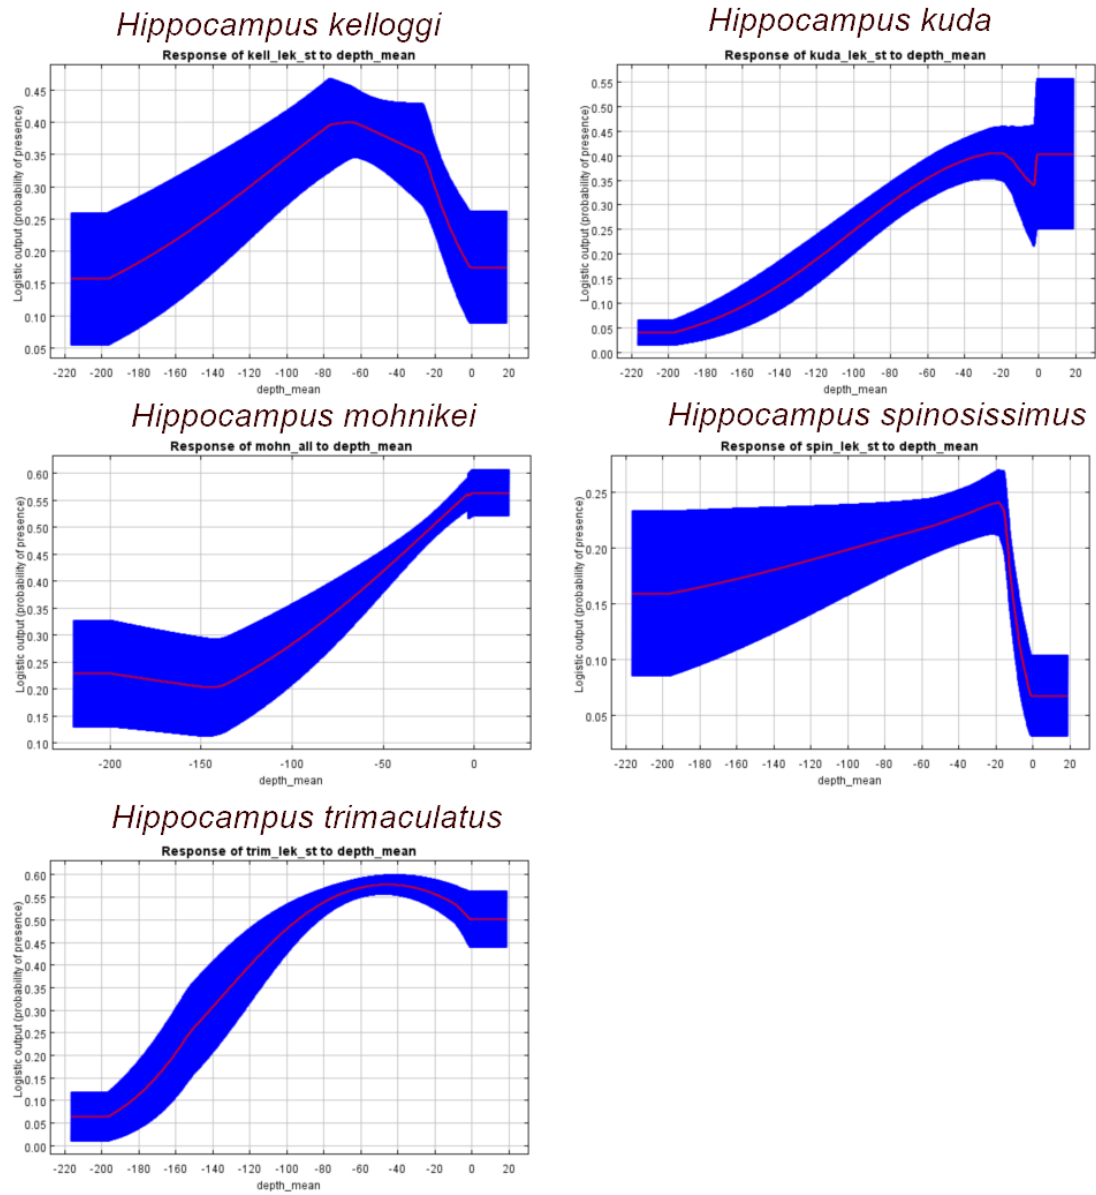 Hippocampus kelloggi
Response of kell_lek_st to depth_mean
Logistic output (probability of presence)
0.45
0.40
0.35
0.30
0.25
0.20
0.15
0.10
0.05
-220 -200 -180 -160 -140 -120 -100 -80 -60 -40 -20 0 20
depth_mean
Hippocampus kuda
Response of kuda_lek_st to depth_mean
Logistic output (probability of presence)
0.55
0.50
0.45
0.40
0.35
0.30
0.25
0.20
0.15
0.10
0.05
0.00
-220 -200 -180 -160 -140 -120 -100 -80 -60 -40 -20 0 20
depth_mean
Hippocampus mohnikei
Response of mohn_all to depth_mean
Logistic output (probability of presence)
0.60
0.55
0.50
0.45
0.40
0.35
0.30
0.25
0.20
0.15
0.10
-200 -150 -100 -50 0
depth_mean
Hippocampus spinosissimus
Response of spin_lek_st to depth_mean
Logistic output (probability of presence)
0.25
0.20
0.15
0.10
0.05
-220 -200 -180 -160 -140 -120 -100 -80 -60 -40 -20 0 20
depth_mean
Hippocampus trimaculatus
Response of trim_lek_st to depth_mean
Logistic output (probability of presence)
0.60
0.55
0.50
0.45
0.40
0.35
0.30
0.25
0.20
0.15
0.10
0.05
0.00
-220 -200 -180 -160 -140 -120 -100 -80 -60 -40 -20 0 20
depth_mean